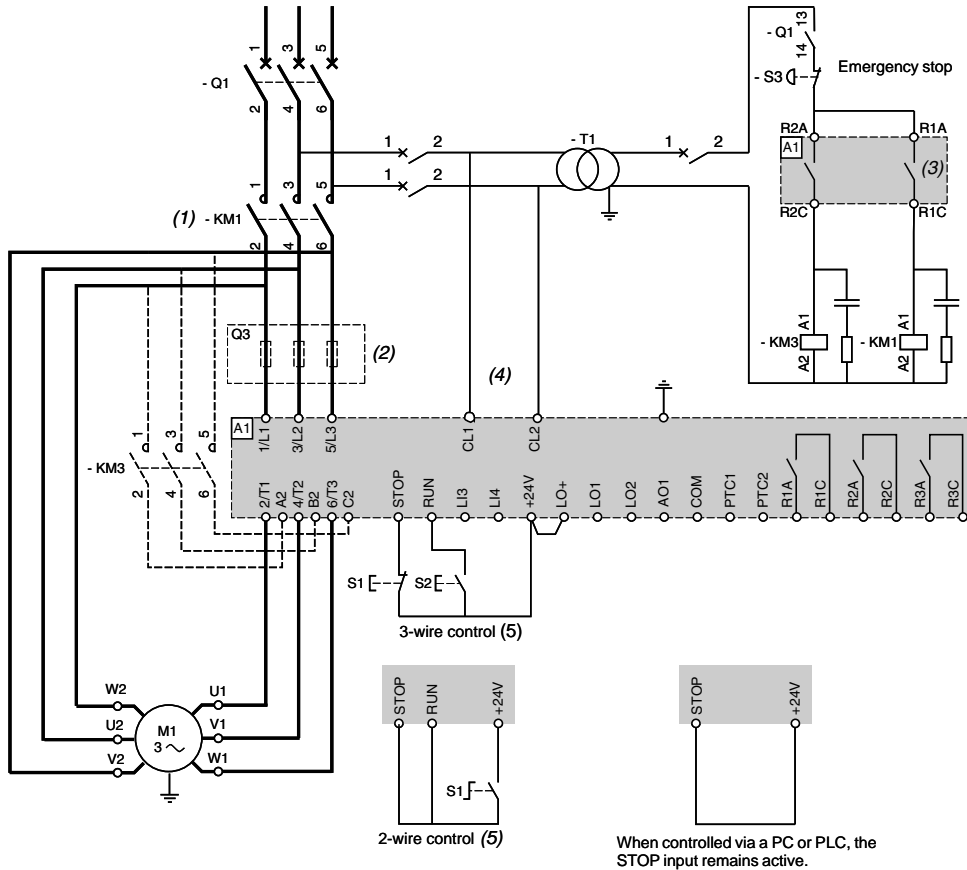 1 3 5
- Q1
2 4 6
13
- Q1
14
- S3
Emergency stop
1 2
- T1
1 2
1 2
R2A R1A
A1
(3)
R2C R1C
1 3 5
(1) - KM1
2 4 6
Q3
(2)
(4)
A1 A1
- KM3 - KM1
A2 A2
A1
1/L1 3/L2 5/L3 CL1 CL2
1 3 5
- KM3
2 4 6
2/T1 A2 4/T2 B2 6/T3 C2 STOP RUN LI3 LI4 +24V LO+ LO1 LO2 AO1 COM PTC1 PTC2 R1A R1C R2A R2C R3A R3C
S1 S2
3-wire control (5)
W2 U1
U2 V1
V2 W1
M1
3
STOP RUN +24V
S1
2-wire control (5)
STOP +24V
When controlled via a PC or PLC, the
STOP input remains active.